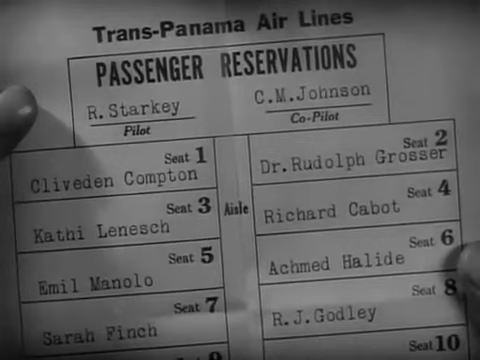 Trans-Panama Air Lines
PASSENGER RESERVATIONS
R.Starkey
Pilot
C.M.Johnson
Co-Pilot
Seat 1
Cliveden Compton
Seat 2
Dr.Rudolph Grosser
Seat 3
Kathi Lenesch
Aisle
Seat 4
Richard Cabot
Seat 5
Emil Manolo
Seat 6
Achmed Halide
Seat 7
Sarah Finch
Seat 8
R.J.Godley
Seat 10